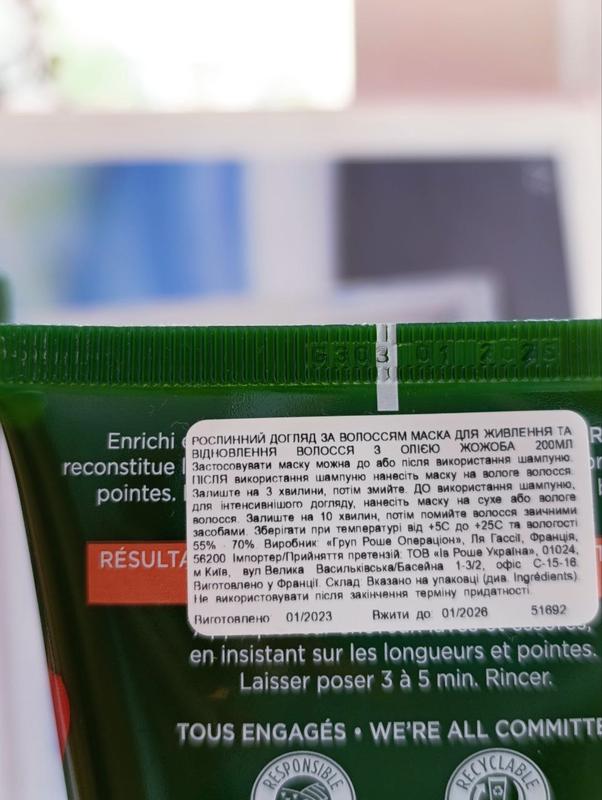 G303 01 2025
Enrichi
reconstitue
pointes.
РОСЛИННИЙ ДОГЛЯД ЗА ВОЛОССЯМ МАСКА ДЛЯ ЖИВЛЕННЯ ТА
ВІДНОВЛЕННЯ ВОЛОССЯ З ОЛІЄЮ ЖОЖОБА 200МЛ
Застосовувати маску можна до або після використання шампуню.
ПІСЛЯ використання шампуню нанесіть маску на вологе волосся.
Запиште на 3 хвилини, потім змийте. ДО використання шампуню,
для інтенсивнішого догляду, нанесіть маску на сухе або вологе
волосся. Залиште на 10 хвилин, потім помийте волосся звичними
засобами. Зберігати при температурі від +5С до +25С та вологості
55% - 70% Виробник: «Груп Роше Операціон», Ля Гассії, Франція,
56200 Імпортер/Прийняття претензій: ТОВ «Ів Роше Україна», 01024,
м Київ, вул Велика Васильківська/Басейна 1-3/2, офіс С-15-16.
Виготовлено у Франції. Склад: Вказано на упаковці (див. Ingrédients).
Не використовувати після закінчення терміну придатності.
Виготовлено 01/2023 Вжити до 01/2026 51692
RÉSULTA
en insistant sur les longueurs et pointes.
Laisser poser 3 à 5 min. Rincer.
TOUS ENGAGÉS • WE'RE ALL COMMITTE
RESPONSIBLE
RECYCLABLE